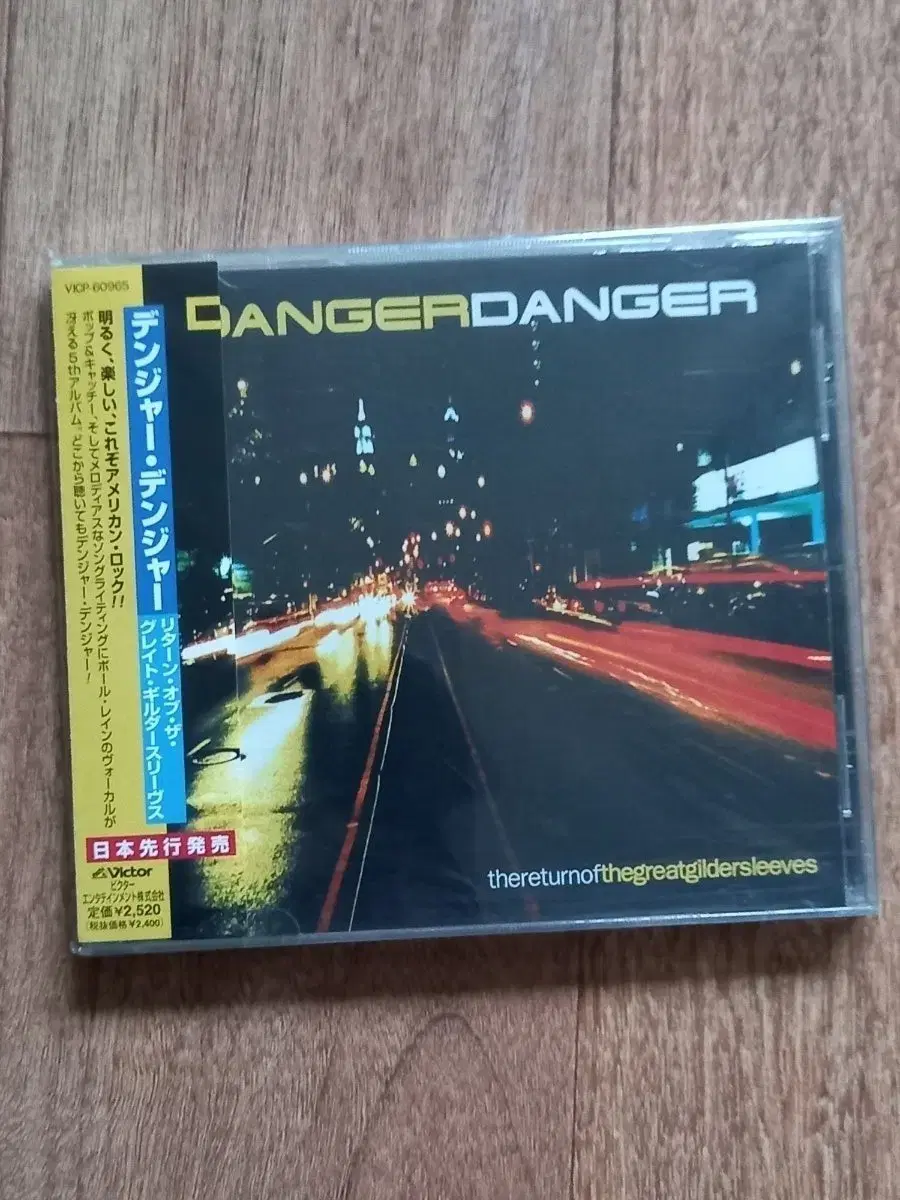 VICP-60965
デンジャー・デンジャー
リターン・オブ・ザ・
グレイト・ギルダースリーヴス
明るく、楽しい、これぞアメリカン・ロック!!
ポップ&キャッチー、そしてメロディアスなソングライティングにポール・レインのヴォーカルが
冴える5thアルバム。どこから聴いてもデンジャー・デンジャー!
日本先行発売
Victor
ビクター
エンタテインメント株式会社
定価¥2,520
(税抜価格¥2,400)
DANGERDANGER
thereturnofthegreatgildersleeves